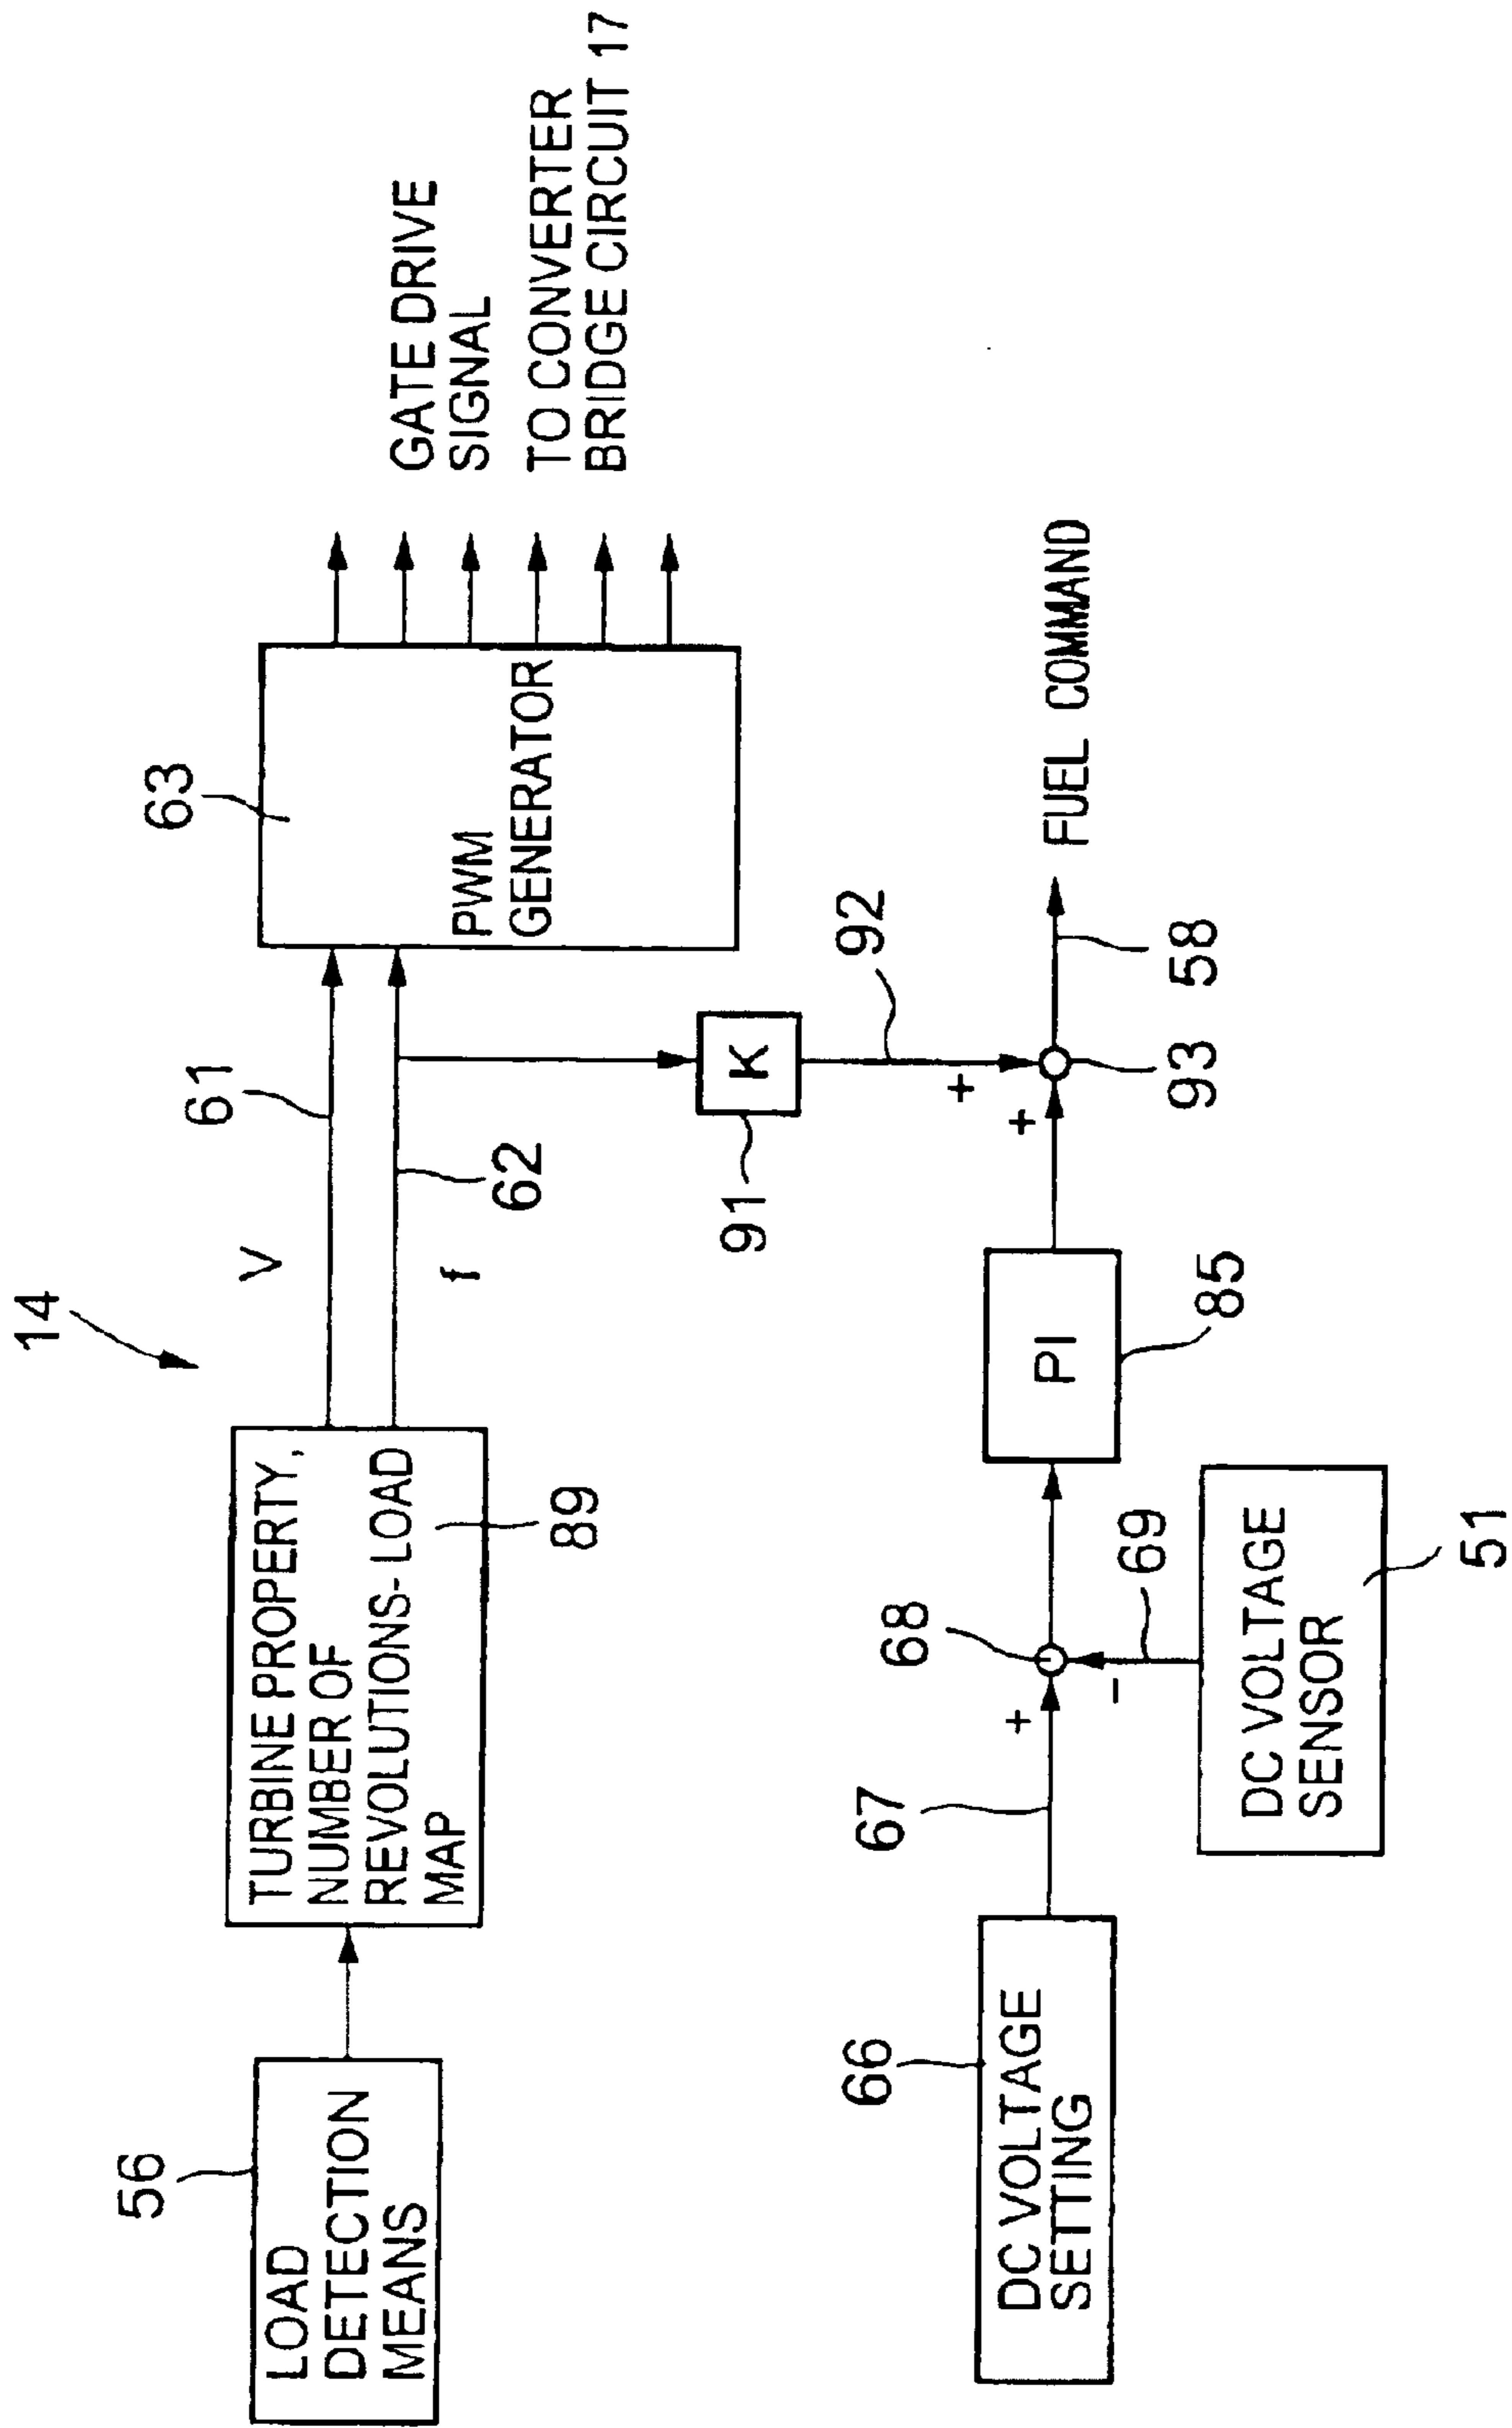 14
56
LOAD
DETECTION
MEANS
TURBINE PROPERTY,
NUMBER OF
REVOLUTIONS-LOAD
MAP
89
V
61
f
62
63
PWM
GENERATOR
GATE DRIVE
SIGNAL
TO CONVERTER
BRIDGE CIRCUIT 17
91
K
92
66
DC VOLTAGE
SETTING
67
+
68
−
69
DC VOLTAGE
SENSOR
51
PI
85
+
+
93
58
FUEL COMMAND